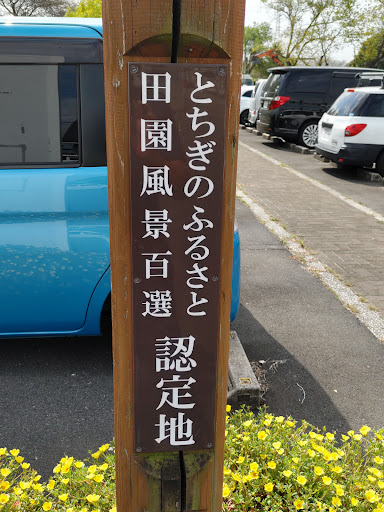 とちぎのふるさと
田園風景百選
認定地